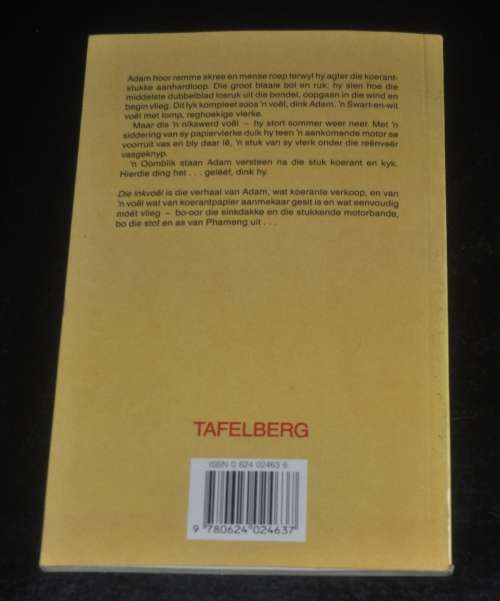 Adam hoor remme skree en mense roep terwyl hy agter die koerant-
stukke aanhardloop. Die groot blaaie bol en ruk; hy sien hoe die
middelste dubbelblad losruk uit die bondel, oopgaan in die wind en
begin vlieg. Dit lyk kompleet soos 'n voël, dink Adam. 'n Swart-en-wit
voël met lomp, reghoekige vlerke.
Maar dis 'n nikswerd voël – hy stort sommer weer neer. Met 'n
siddering van sy papiervlerke duik hy teen 'n aankomende motor se
voorruit vas en bly daar lê, 'n stuk van sy vlerk onder die reënveër
vasgeknyp.
'n Oomblik staan Adam versteen na die stuk koerant en kyk.
Hierdie ding het . . . geléef, dink hy.
Die inkvoël is die verhaal van Adam, wat koerante verkoop, en van
'n voël wat van koerantpapier aanmekaar gesit is en wat eenvoudig
móét vlieg – bo-oor die sinkdakke en die stukkende motorbande,
bo die stof en as van Phameng uit . . .
TAFELBERG
ISBN 0 624 02463 6
9 780624 024637